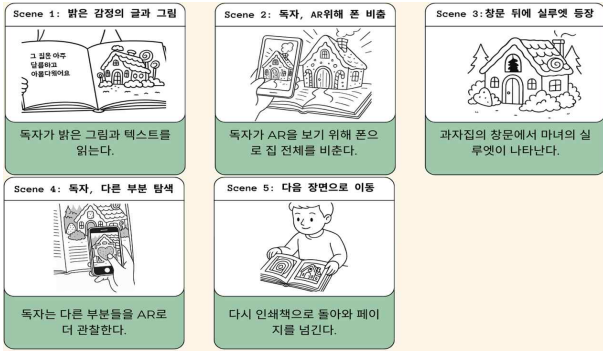 Scene 1: 밝은 감정의 글과 그림
그 집은 아주
달콤하고
아름다웠어요
독자가 밝은 그림과 텍스트를
읽는다.
Scene 2: 독자, AR위해 폰 비춤
독자가 AR을 보기 위해 폰으
로 집 전체를 비춘다.
Scene 3:창문 뒤에 실루엣 등장
과자집의 창문에서 마녀의 실
루엣이 나타난다.
Scene 4: 독자, 다른 부분 탐색
독자는 다른 부분들을 AR로
더 관찰한다.
Scene 5: 다음 장면으로 이동
다시 인쇄책으로 돌아와 페이
지를 넘긴다.